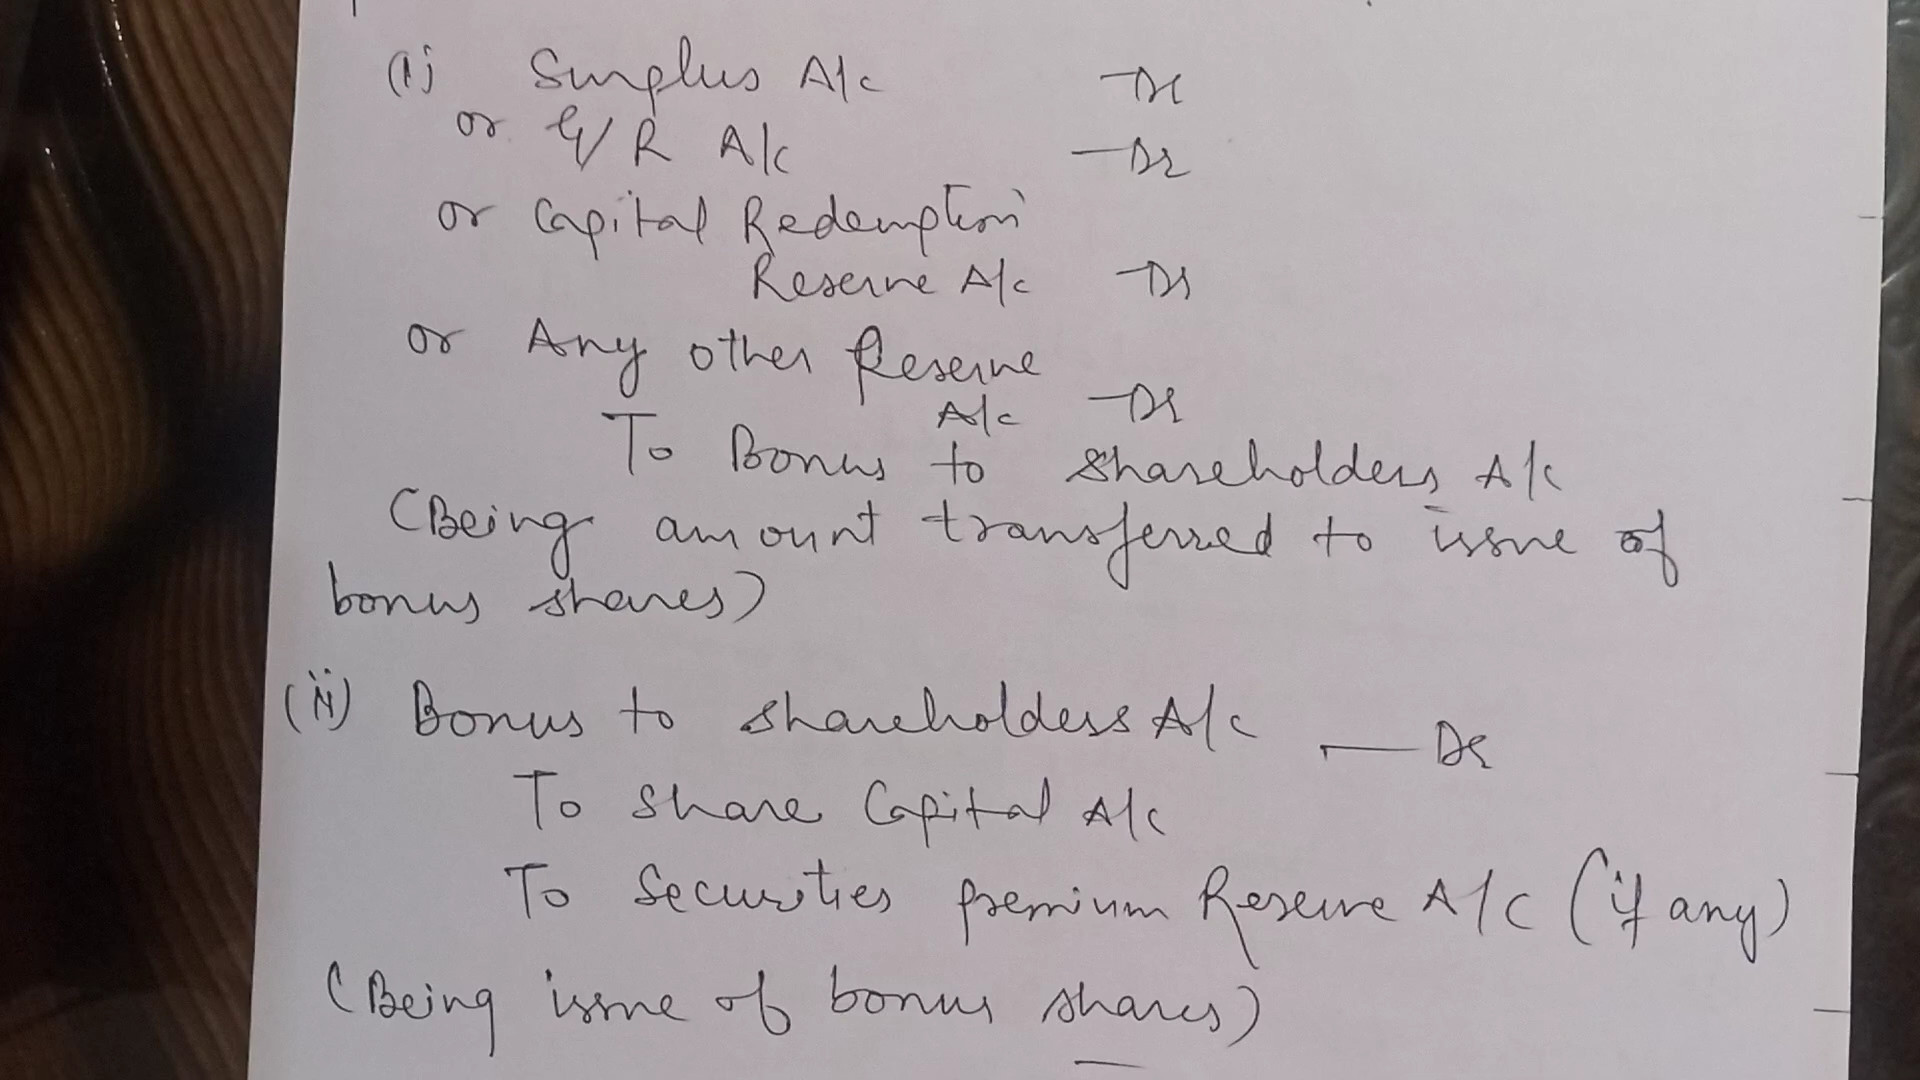 (i) Surplus A/c — Dr
or G/R A/c — Dr
or Capital Redemption
Reserve A/c — Dr
or Any other Reserve
A/c — Dr
To Bonus to shareholders A/c
(Being amount transferred to issue of
bonus shares)
(ii) Bonus to shareholders A/c — Dr
To share Capital A/c
To Securities premium Reserve A/c (if any)
(Being issue of bonus shares)